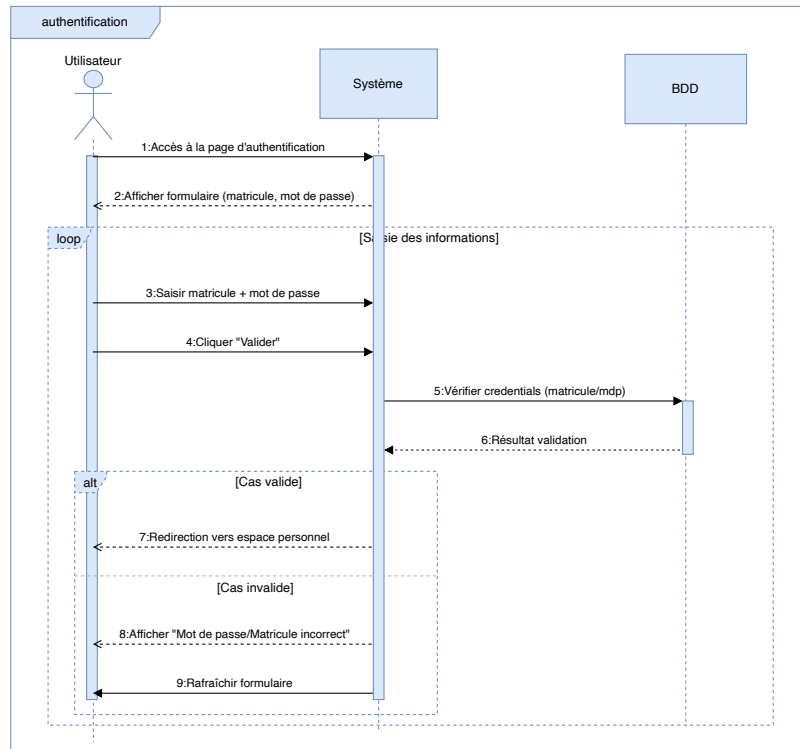 authentification
Utilisateur
Système
BDD
1:Accès à la page d'authentification
2:Afficher formulaire (matricule, mot de passe)
loop
[Saisie des informations]
3:Saisir matricule + mot de passe
4:Cliquer "Valider"
5:Vérifier credentials (matricule/mdp)
6:Résultat validation
alt
[Cas valide]
7:Redirection vers espace personnel
[Cas invalide]
8:Afficher "Mot de passe/Matricule incorrect"
9:Rafraîchir formulaire